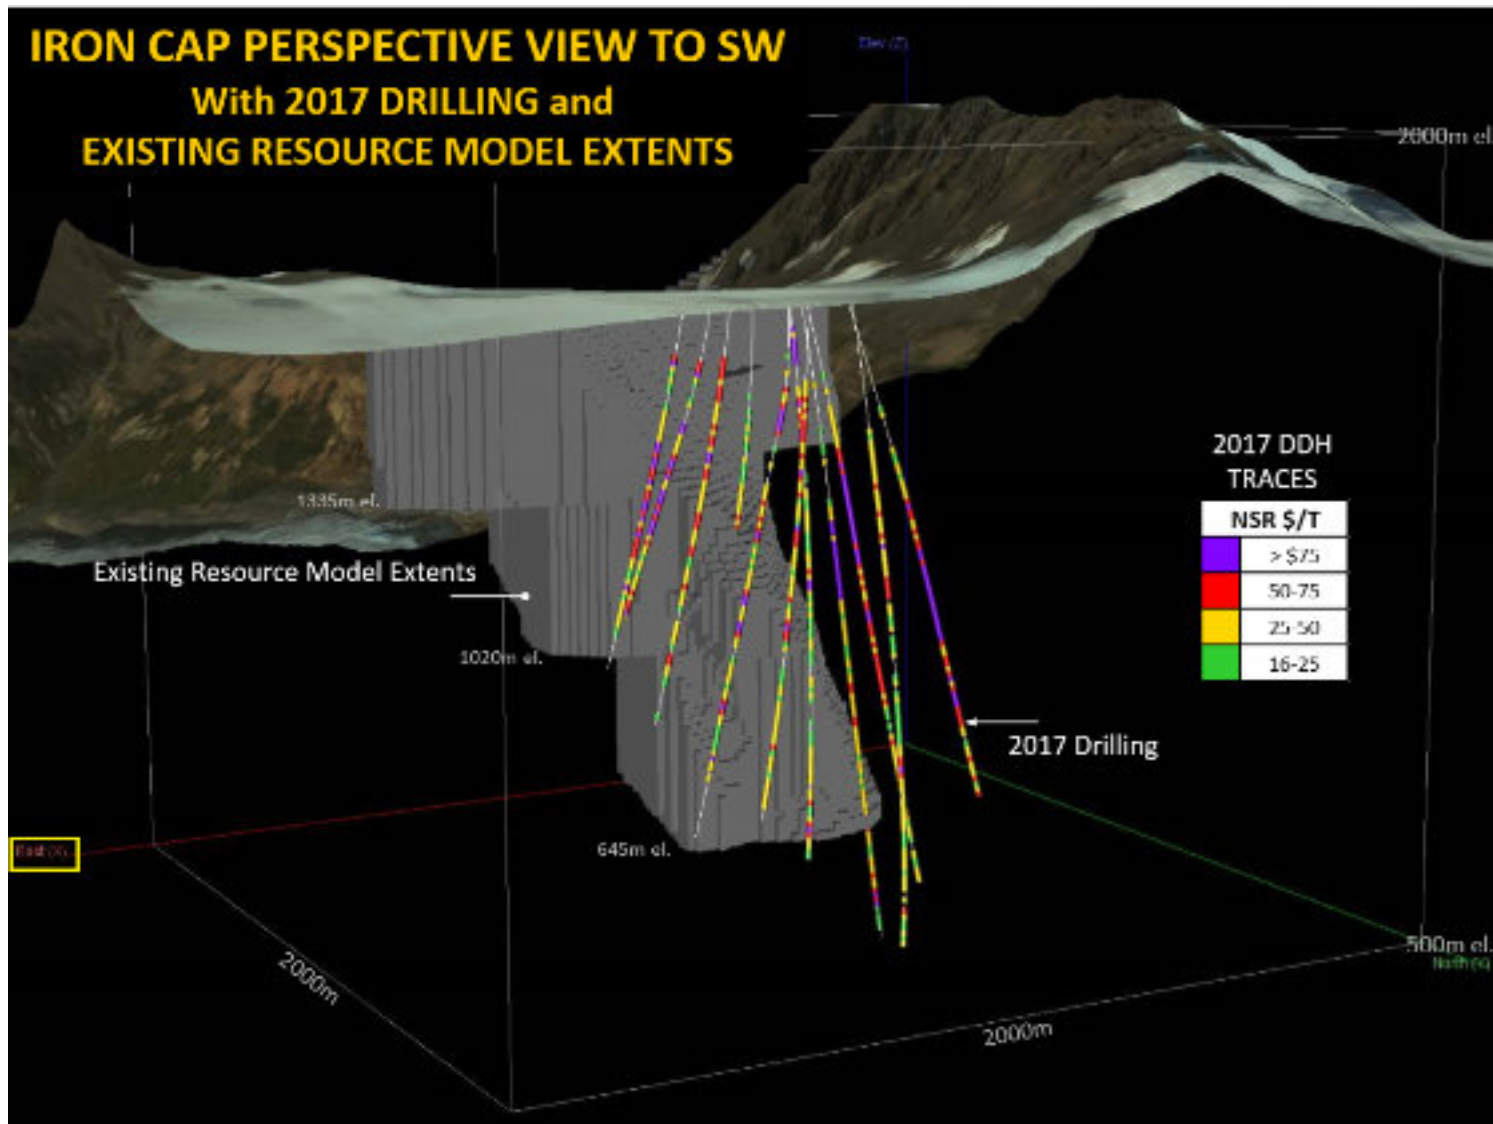 IRON CAP PERSPECTIVE VIEW TO SW
With 2017 DRILLING and
EXISTING RESOURCE MODEL EXTENTS
Elev (Z)
2000m el.
2017 DDH
TRACES
NSR $/T
> $75
50-75
25-50
16-25
1335m el.
Existing Resource Model Extents
1020m el.
2017 Drilling
645m el.
East (X)
500m el.
2000m
2000m